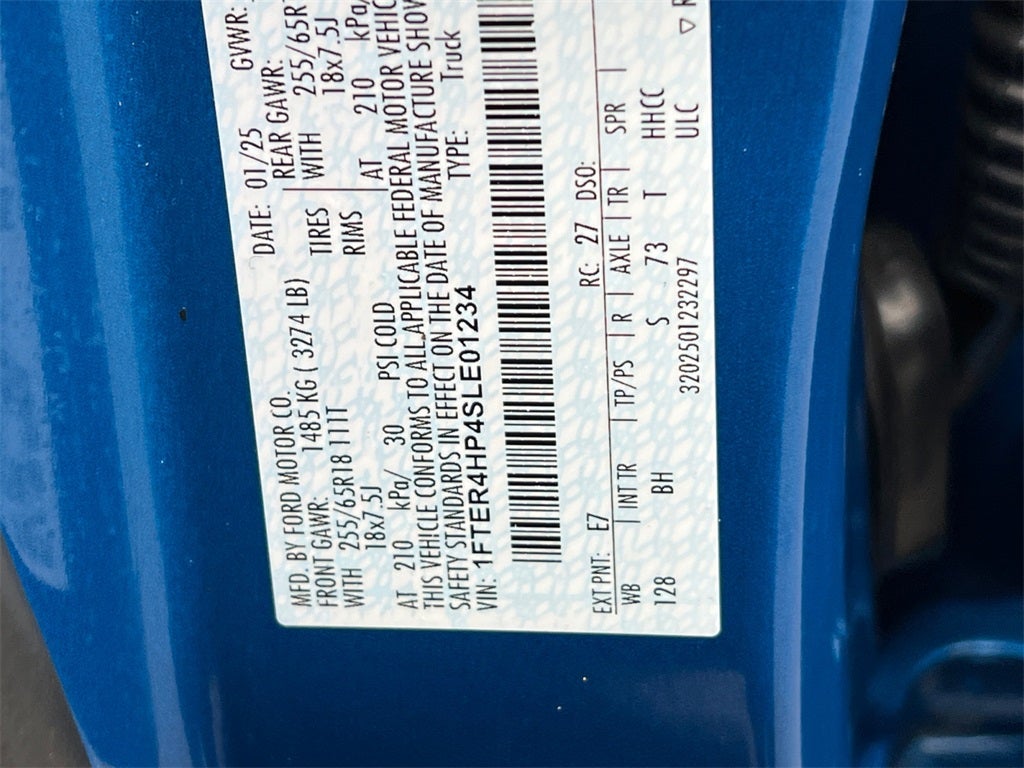 MFD. BY FORD MOTOR CO. DATE: 01/25 GVWR:
FRONT GAWR: 1485 KG ( 3274 LB) REAR GAWR:
WITH 255/65R18 111T TIRES WITH 255/65R
18x7.5J RIMS 18x7.5J
AT 210 kPa/ 30 PSI COLD AT 210 kPa/
THIS VEHICLE CONFORMS TO ALL APPLICABLE FEDERAL MOTOR VEHIC
SAFETY STANDARDS IN EFFECT ON THE DATE OF MANUFACTURE SHOW
VIN: 1FTER4HP4SLE01234 TYPE: Truck
EXT PNT: E7 RC: 27 DSO:
WB | INT TR | TP/PS | R | AXLE | TR | SPR |
128 BH S 73 T HHCC
3202501232297 ULC ▽ R